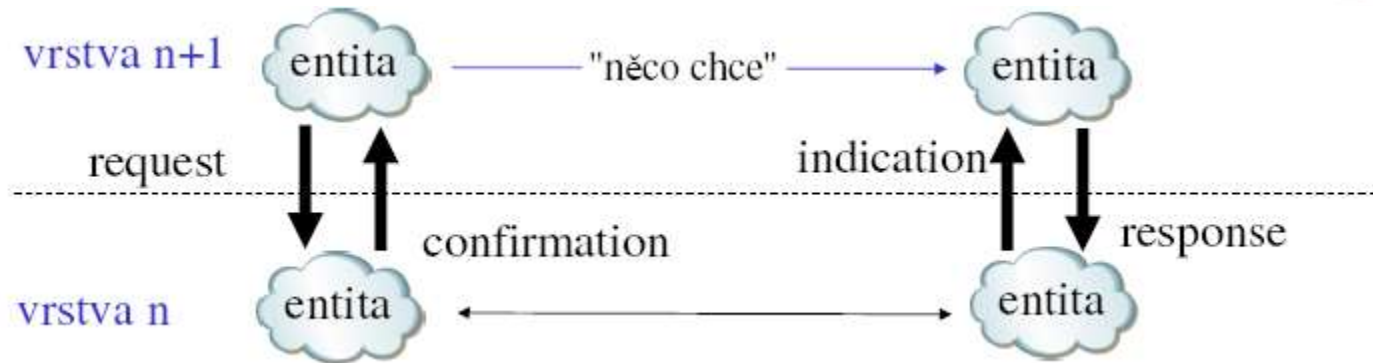 vrstva n+1
entita
"něco chce"
entita
request
indication
confirmation
response
vrstva n
entita
entita